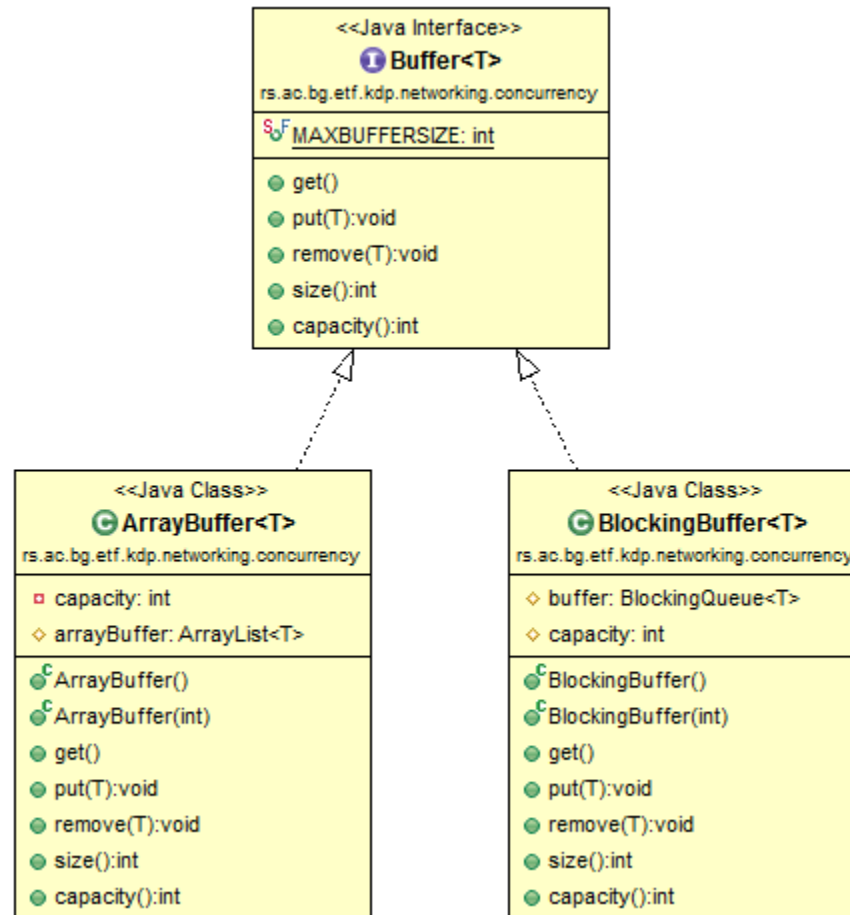 <<Java Interface>>
I Buffer<T>
rs.ac.bg.etf.kdp.networking.concurrency
SF MAXBUFFERSIZE: int
get()
put(T):void
remove(T):void
size():int
capacity():int
<<Java Class>>
C ArrayBuffer<T>
rs.ac.bg.etf.kdp.networking.concurrency
capacity: int
arrayBuffer: ArrayList<T>
C ArrayBuffer()
C ArrayBuffer(int)
get()
put(T):void
remove(T):void
size():int
capacity():int
<<Java Class>>
C BlockingBuffer<T>
rs.ac.bg.etf.kdp.networking.concurrency
buffer: BlockingQueue<T>
capacity: int
C BlockingBuffer()
C BlockingBuffer(int)
get()
put(T):void
remove(T):void
size():int
capacity():int